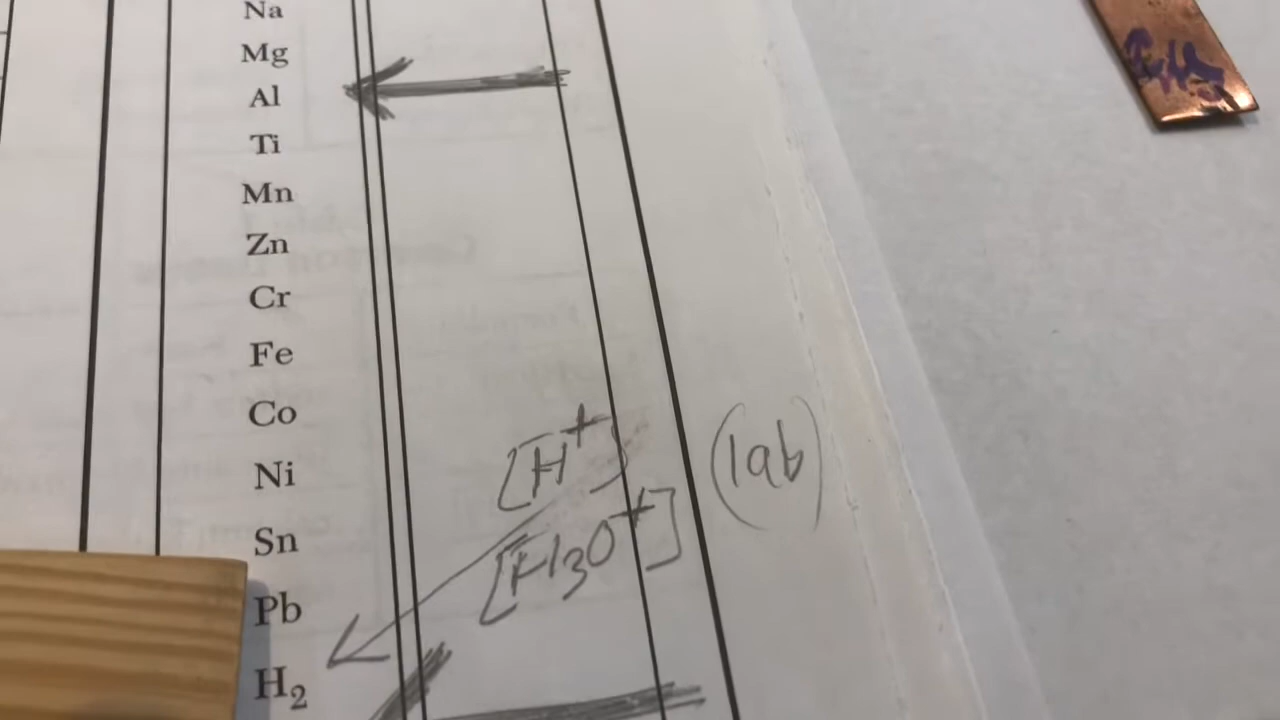 Na
Mg
Al
Ti
Mn
Zn
Cr
Fe
Co
Ni
[H+]
(lab)
Sn
[H3O+]
Pb
H2